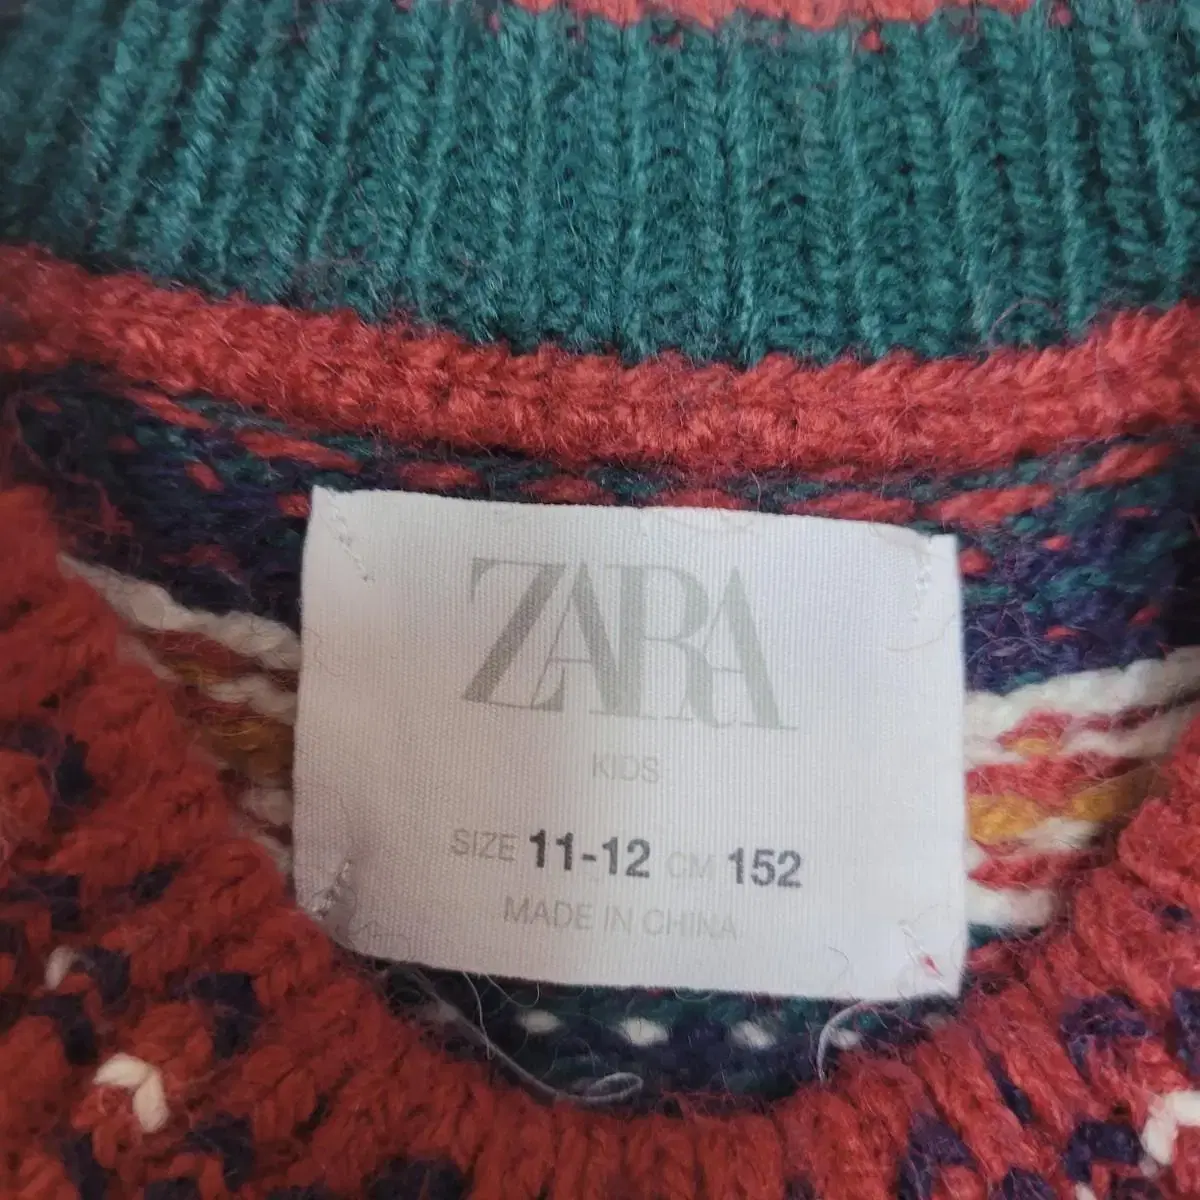 ZARA
KIDS
SIZE 11-12 CM 152
MADE IN CHINA